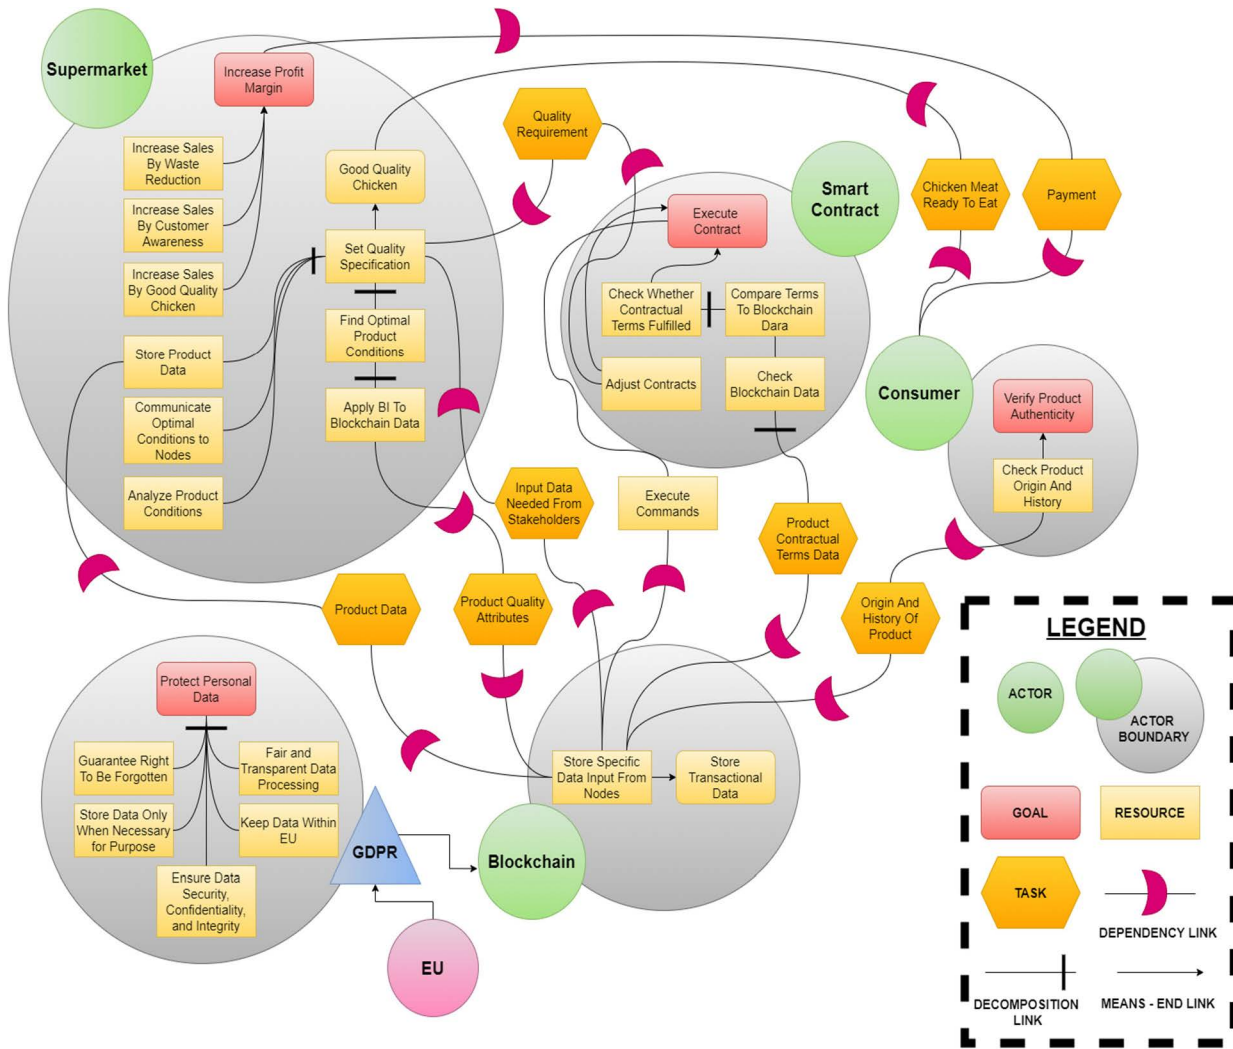 Supermarket
Increase Profit
Margin
Increase Sales
By Waste
Reduction
Increase Sales
By Customer
Awareness
Increase Sales
By Good Quality
Chicken
Store Product
Data
Communicate
Optimal
Conditions to
Nodes
Analyze Product
Conditions
Good Quality
Chicken
Set Quality
Specification
Find Optimal
Product
Conditions
Apply BI To
Blockchain Data
Quality
Requirement
Smart
Contract
Execute
Contract
Check Whether
Contractual
Terms Fulfilled
Compare Terms
To Blockchain
Dara
Adjust Contracts
Check
Blockchain Data
Chicken Meat
Ready To Eat
Payment
Consumer
Verify Product
Authenticity
Check Product
Origin And
History
Input Data
Needed From
Stakeholders
Execute
Commands
Product
Contractual
Terms Data
Product Data
Product Quality
Attributes
Origin And
History Of
Product
Protect Personal
Data
Guarantee Right
To Be Forgotten
Fair and
Transparent Data
Processing
Store Data Only
When Necessary
for Purpose
Keep Data Within
EU
Ensure Data
Security,
Confidentiality,
and Integrity
GDPR
EU
Blockchain
Store Specific
Data Input From
Nodes
Store
Transactional
Data
LEGEND
ACTOR
ACTOR
BOUNDARY
GOAL
RESOURCE
TASK
DEPENDENCY LINK
DECOMPOSITION
LINK
MEANS - END LINK